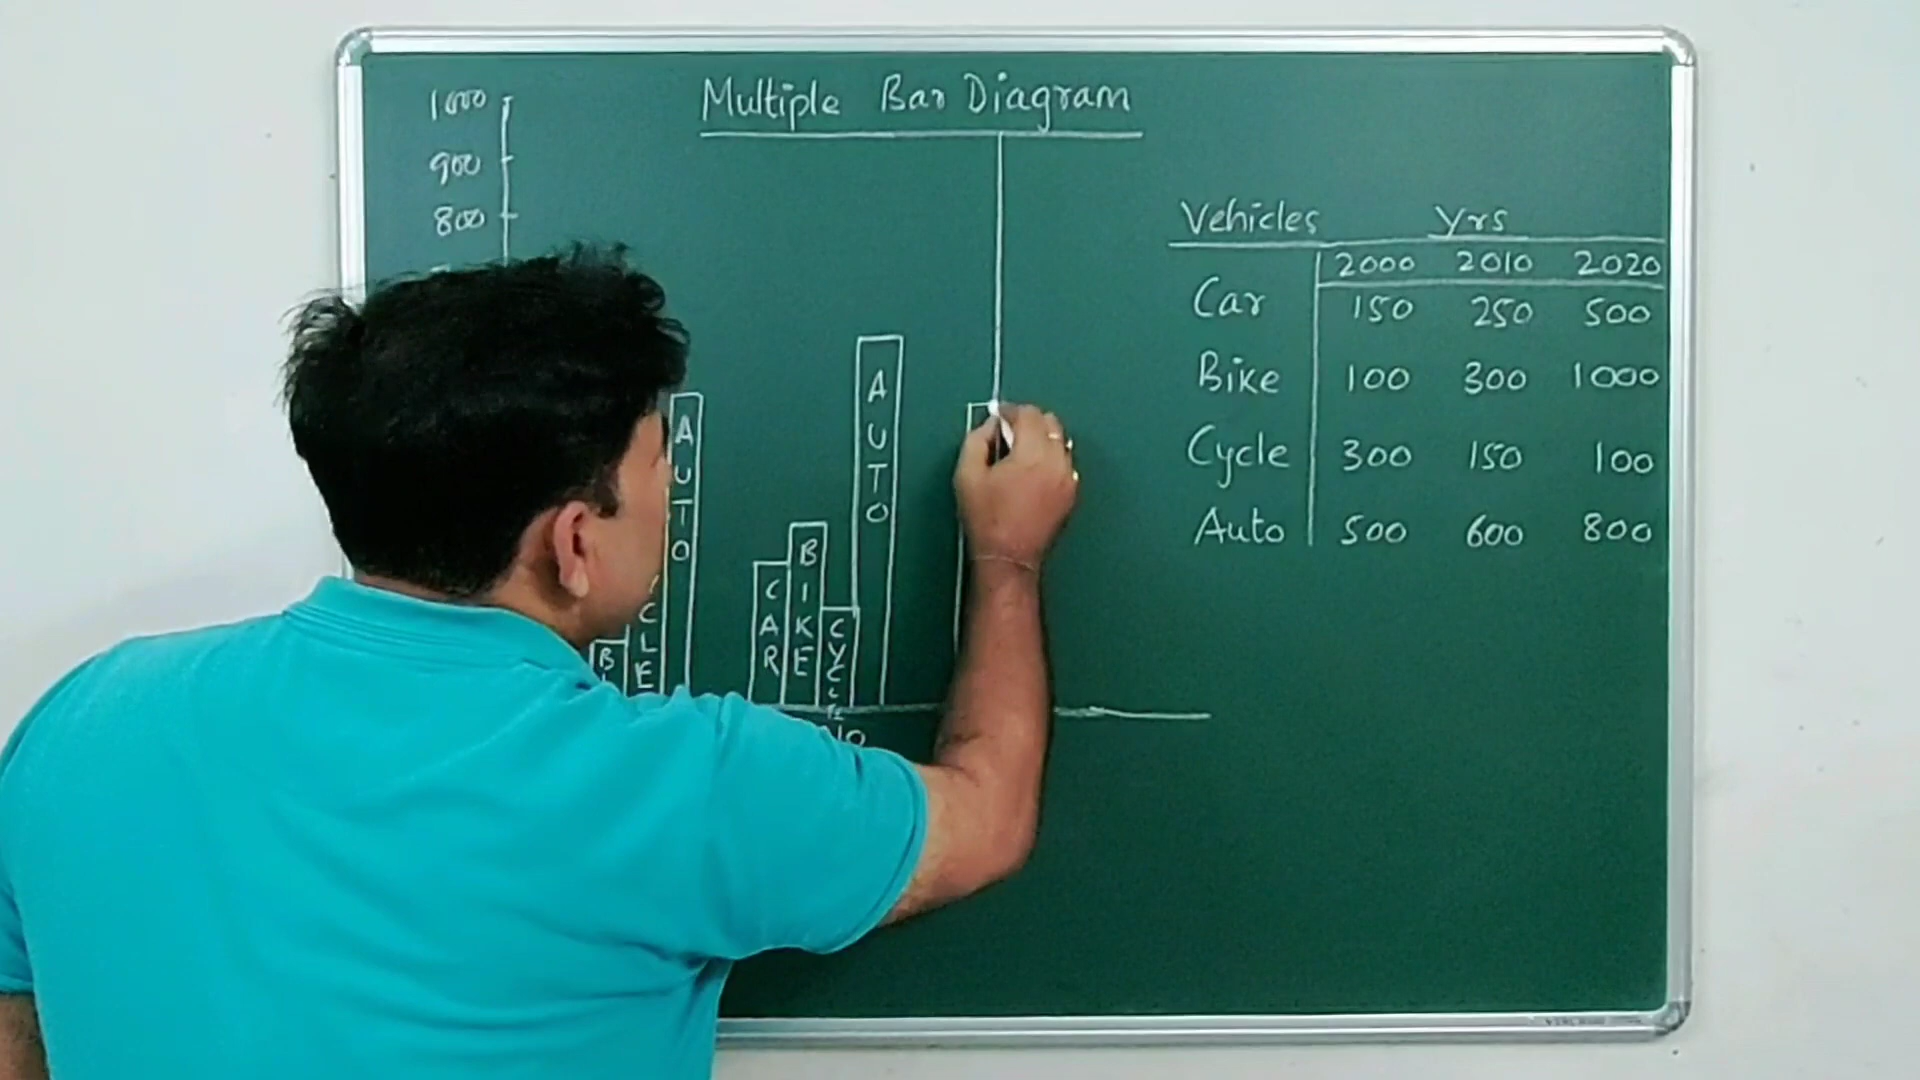 Multiple Bar Diagram
1000
900
800
Vehicles yrs
2000 2010 2020
Car 150 250 500
Bike 100 300 1000
Cycle 300 150 100
Auto 500 600 800
AUTO
CAR
BIKE
CYCLE
AUTO